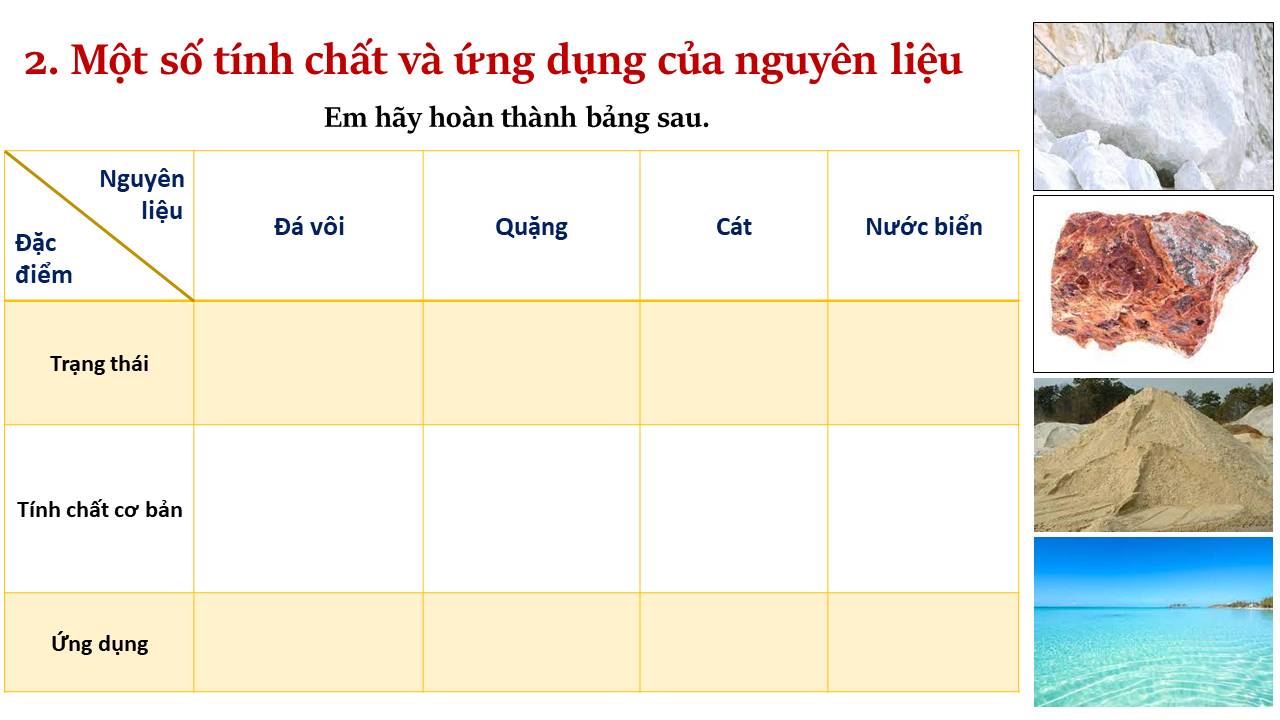 2. Một số tính chất và ứng dụng của nguyên liệu
Em hãy hoàn thành bảng sau.
Nguyên
liệu
Đặc
điểm
Đá vôi
Quặng
Cát
Nước biển
Trạng thái
Tính chất cơ bản
Ứng dụng